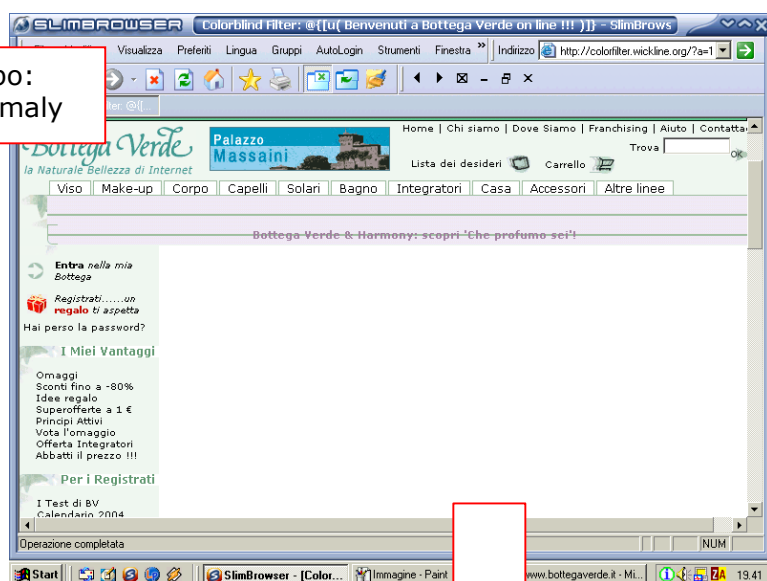 SLIMBROWSER Colorblind Filter: @{[u( Benvenuti a Bottega Verde on line !!! )]} - SlimBrows
Visualizza Preferiti Lingua Gruppi AutoLogin Strumenti Finestra » Indirizzo http://colorfilter.wickline.org/?a=1
po:
maly
Home | Chi siamo | Dove Siamo | Franchising | Aiuto | Contatta
Bottega Verde
la Naturale Bellezza di Internet
Palazzo
Massaini
Trova OK
Lista dei desideri Carrello
Viso Make-up Corpo Capelli Solari Bagno Integratori Casa Accessori Altre linee
Bottega Verde & Harmony: scopri 'Che profumo sei'!
Entra nella mia
Bottega
Registrati......un
regalo ti aspetta
Hai perso la password?
I Miei Vantaggi
Omaggi
Sconti fino a -80%
Idee regalo
Superofferte a 1 €
Principi Attivi
Vota l'omaggio
Offerta Integratori
Abbatti il prezzo !!!
Per i Registrati
I Test di BV
Calendario 2004
Operazione completata NUM
Start SlimBrowser - [Color... Immagine - Paint www.bottegaverde.it - Mi... ZA 19.41